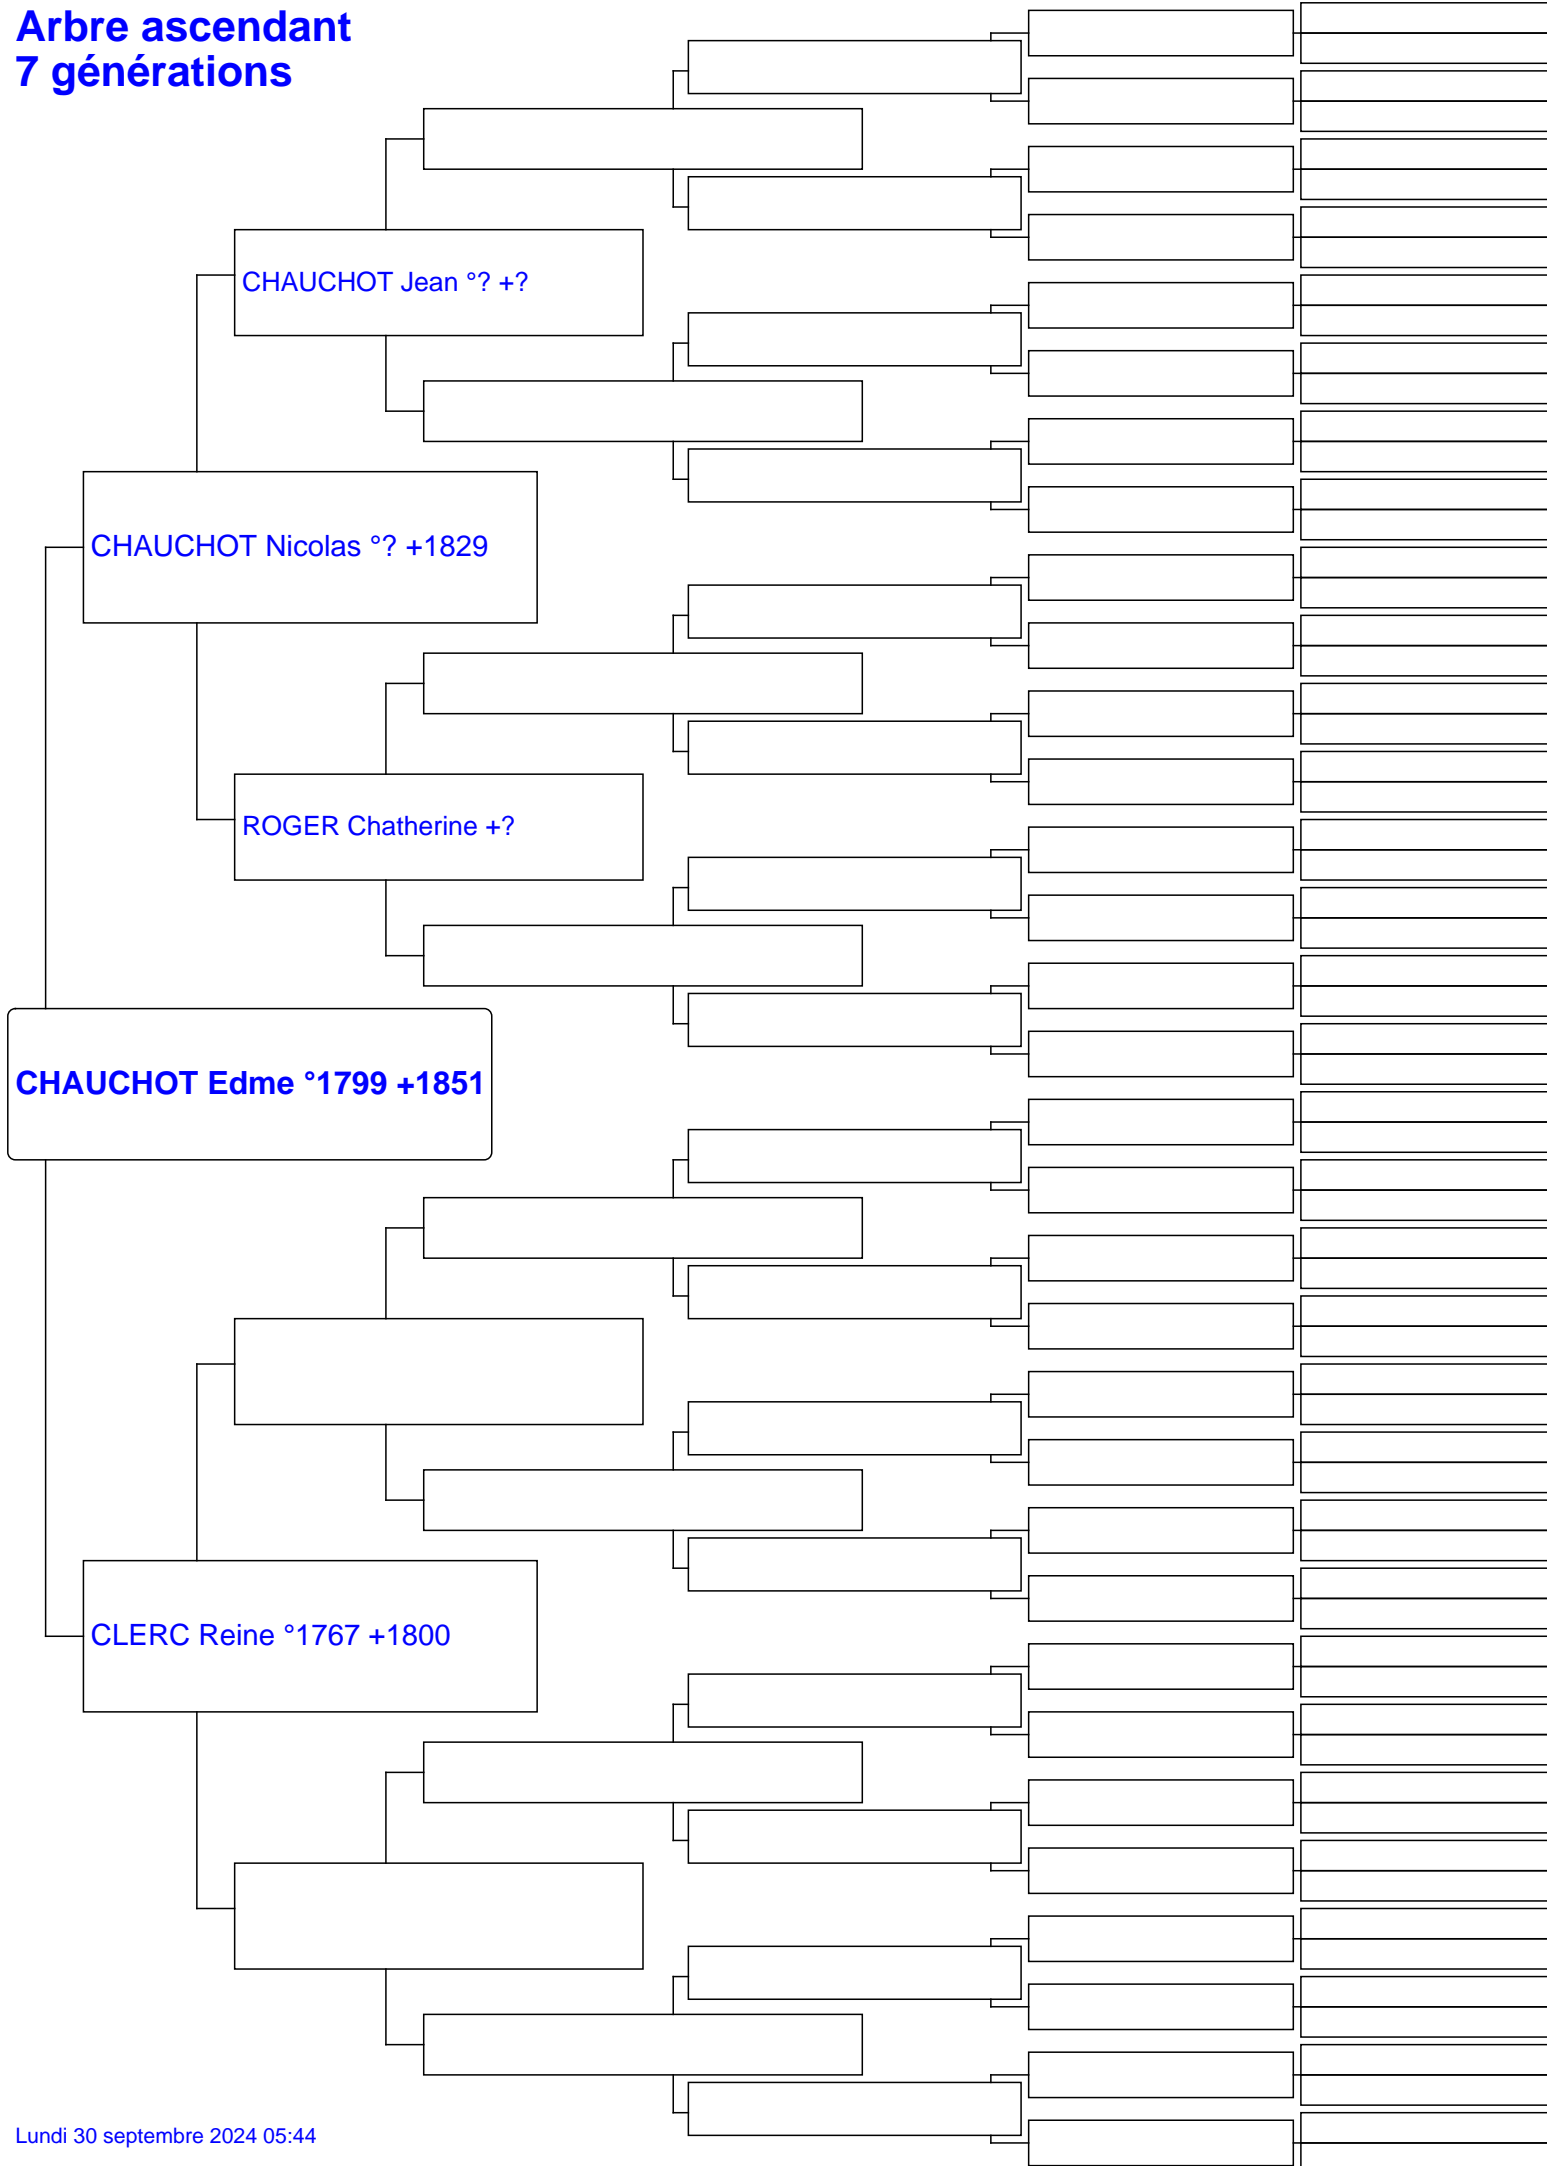 Arbre ascendant
7 générations
CHAUCHOT Jean °? +?
CHAUCHOT Nicolas °? +1829
ROGER Chatherine +?
CHAUCHOT Edme °1799 +1851
CLERC Reine °1767 +1800
Lundi 30 septembre 2024 05:44